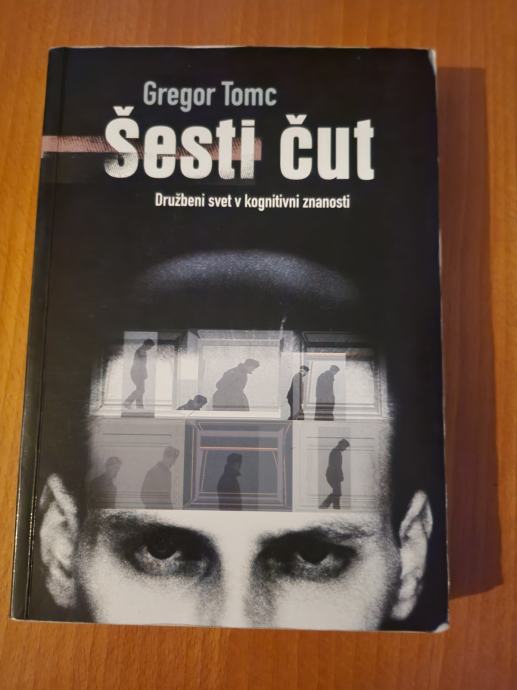 Gregor Tomc
Šesti čut
Družbeni svet v kognitivni znanosti